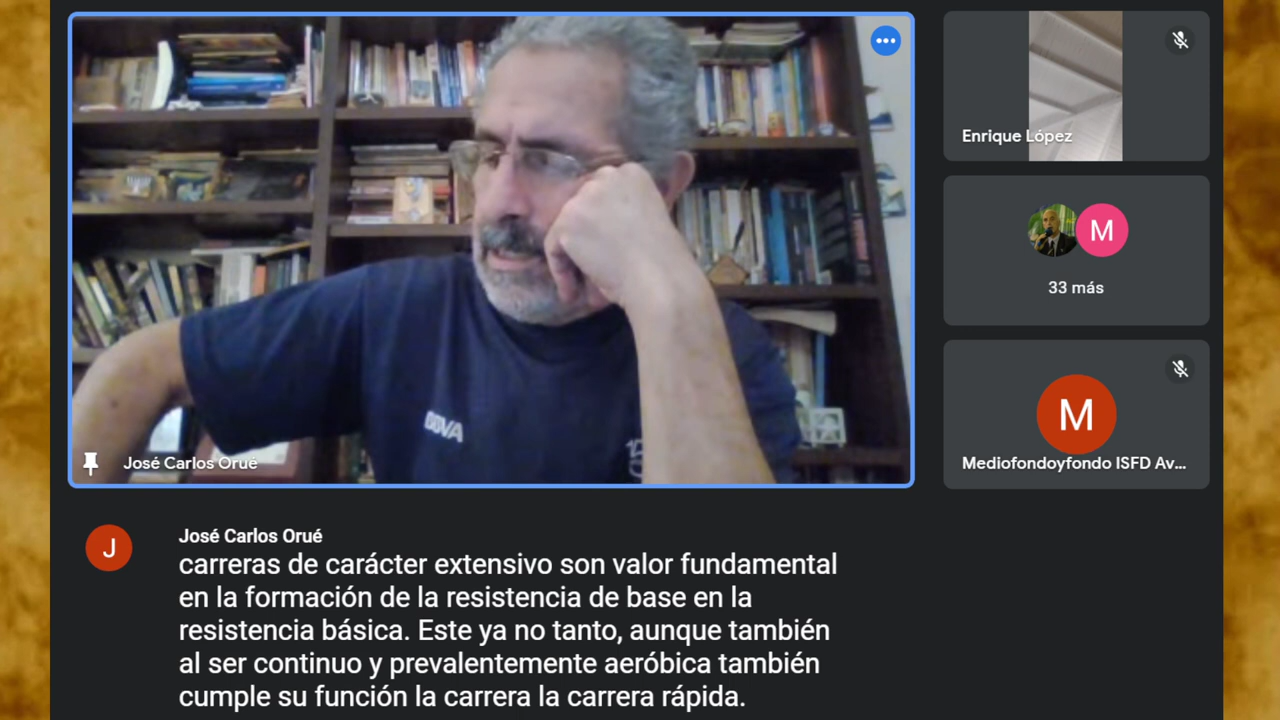 BBVA
José Carlos Orué
Enrique López
M
33 más
M
Mediofondoyfondo ISFD Av...
J
José Carlos Orué
carreras de carácter extensivo son valor fundamental
en la formación de la resistencia de base en la
resistencia básica. Este ya no tanto, aunque también
al ser continuo y prevalentemente aeróbica también
cumple su función la carrera la carrera rápida.